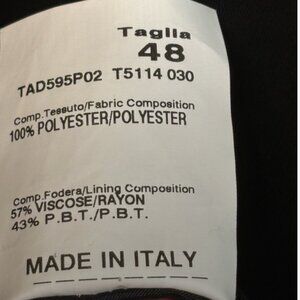 Taglia
48
TAD595P02 T5114 030
Comp.Tessuto/Fabric Composition
100% POLYESTER/POLYESTER
Comp.Fodera/Lining Composition
57% VISCOSE/RAYON
43% P.B.T./P.B.T.
MADE IN ITALY